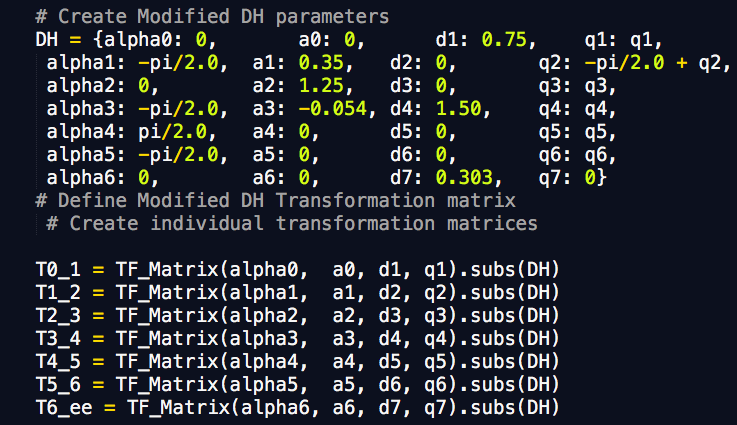 # Create Modified DH parameters
DH = {alpha0: 0, a0: 0, d1: 0.75, q1: q1,
alpha1: -pi/2.0, a1: 0.35, d2: 0, q2: -pi/2.0 + q2,
alpha2: 0, a2: 1.25, d3: 0, q3: q3,
alpha3: -pi/2.0, a3: -0.054, d4: 1.50, q4: q4,
alpha4: pi/2.0, a4: 0, d5: 0, q5: q5,
alpha5: -pi/2.0, a5: 0, d6: 0, q6: q6,
alpha6: 0, a6: 0, d7: 0.303, q7: 0}
# Define Modified DH Transformation matrix
# Create individual transformation matrices
T0_1 = TF_Matrix(alpha0, a0, d1, q1).subs(DH)
T1_2 = TF_Matrix(alpha1, a1, d2, q2).subs(DH)
T2_3 = TF_Matrix(alpha2, a2, d3, q3).subs(DH)
T3_4 = TF_Matrix(alpha3, a3, d4, q4).subs(DH)
T4_5 = TF_Matrix(alpha4, a4, d5, q5).subs(DH)
T5_6 = TF_Matrix(alpha5, a5, d6, q6).subs(DH)
T6_ee = TF_Matrix(alpha6, a6, d7, q7).subs(DH)